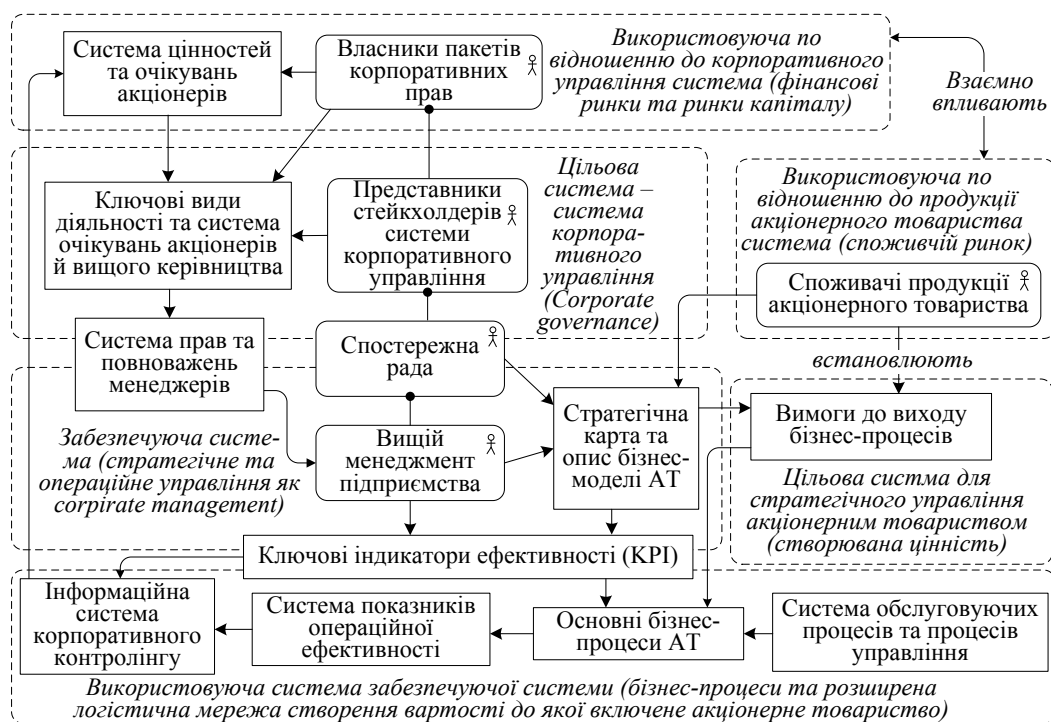 Система цінностей
та очікувань
акціонерів
Власники пакетів
корпоративних
прав
Використовуюча по
відношенню до корпоративного
управління система (фінансові
ринки та ринки капіталу)
Взаємно
впливають
Ключові види
діяльності та система
очікувань акціонерів
й вищого керівництва
Представники
стейкхолдерів
системи
корпоративного
управління
Цільова
система –
система
корпора-
тивного
управління
(Corporate
governance)
Використовуюча по
відношенню до продукції
акціонерного товариства
система (споживчій ринок)
Споживачі продукції
акціонерного товариства
Система прав та
повноважень
менеджерів
Спостережна
рада
встановлюють
Забезпечуюча систе-
ма (стратегічне та
операційне управління як
corpirate management)
Вищій
менеджмент
підприємства
Стратегічна
карта та
опис бізнес-
моделі АТ
Вимоги до виходу
бізнес-процесів
Цільова систма для
стратегічного управління
акціонерним товариством
(створювана цінність)
Ключові індикатори ефективності (KPI)
Інформаційна
система
корпоративного
контролінгу
Система показників
операційної
ефективності
Основні бізнес-
процеси АТ
Система обслуговуючих
процесів та процесів
управління
Використовуюча система забезпечуючої системи (бізнес-процеси та розширена
логістична мережа створення вартості до якої включене акціонерне товариство)